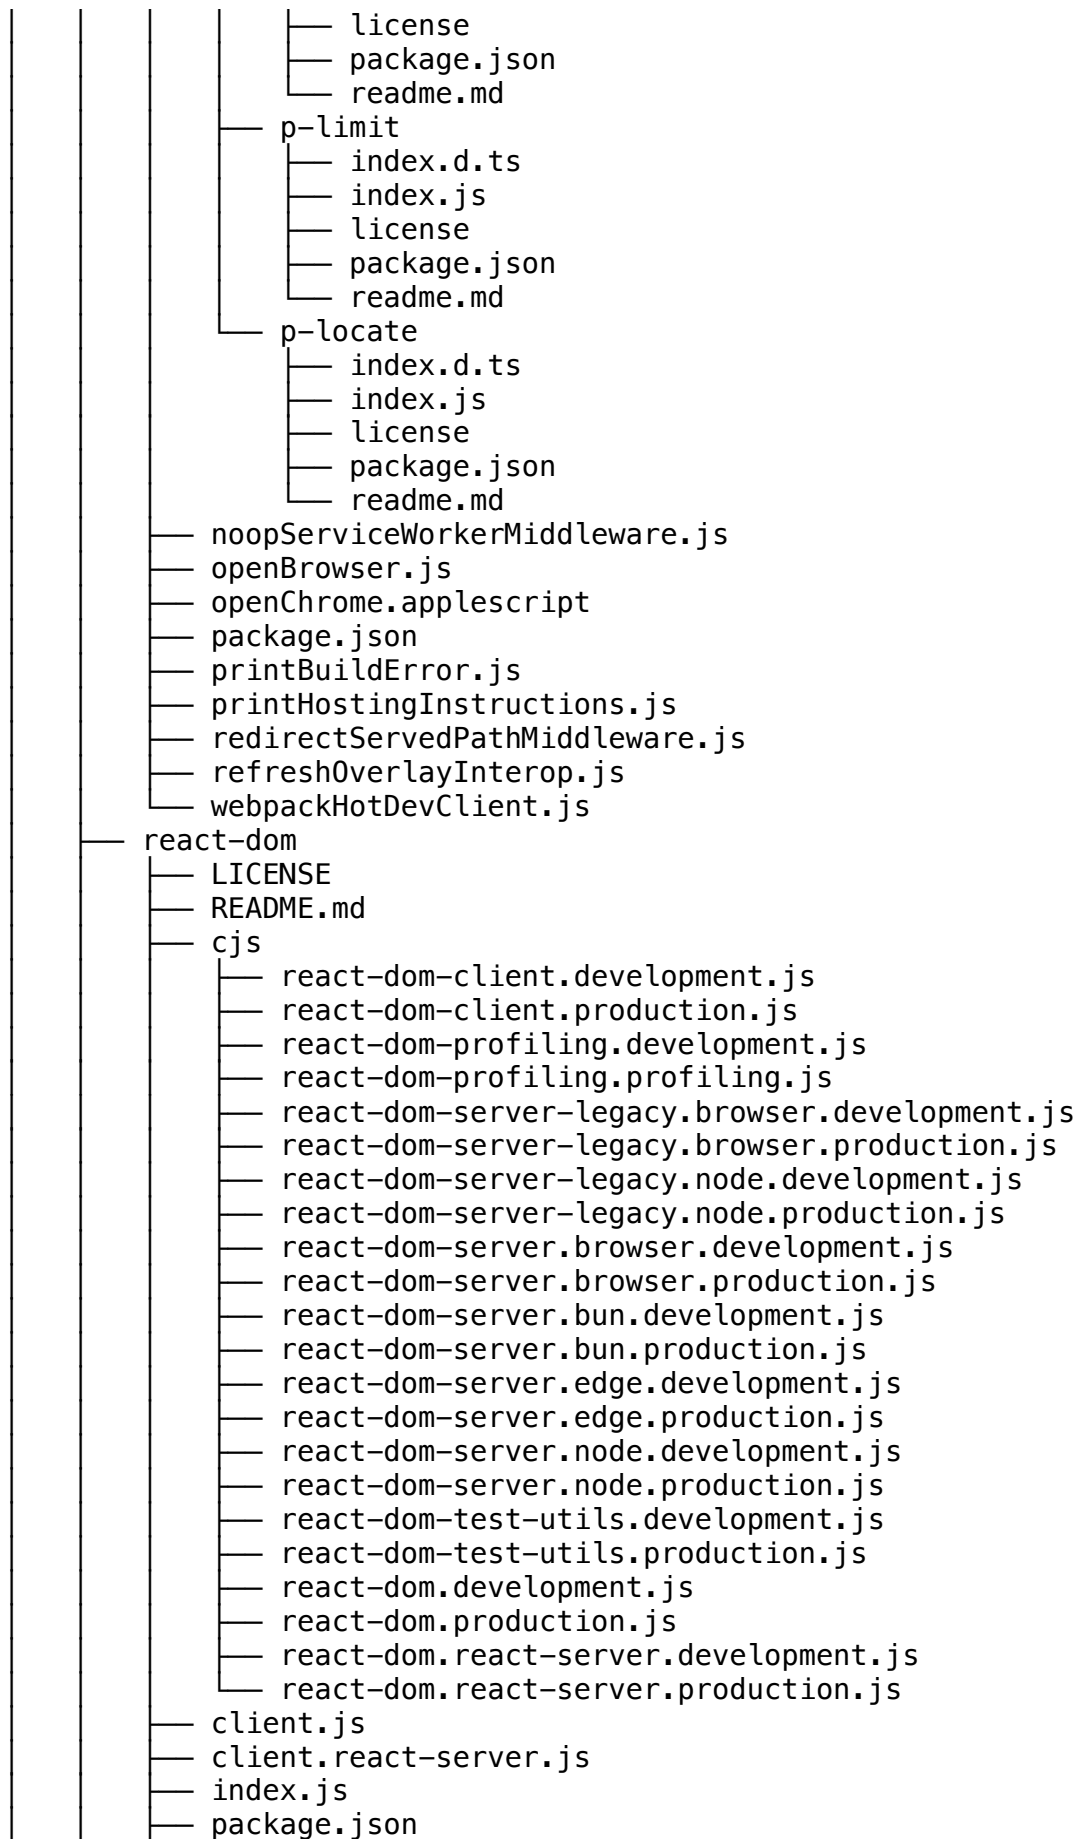 │   │   │   │   ├── license
│   │   │   │   ├── package.json
│   │   │   │   └── readme.md
│   │   │   ├── p-limit
│   │   │   │   ├── index.d.ts
│   │   │   │   ├── index.js
│   │   │   │   ├── license
│   │   │   │   ├── package.json
│   │   │   │   └── readme.md
│   │   │   └── p-locate
│   │   │       ├── index.d.ts
│   │   │       ├── index.js
│   │   │       ├── license
│   │   │       ├── package.json
│   │   │       └── readme.md
│   │   ├── noopServiceWorkerMiddleware.js
│   │   ├── openBrowser.js
│   │   ├── openChrome.applescript
│   │   ├── package.json
│   │   ├── printBuildError.js
│   │   ├── printHostingInstructions.js
│   │   ├── redirectServedPathMiddleware.js
│   │   ├── refreshOverlayInterop.js
│   │   └── webpackHotDevClient.js
│   ├── react-dom
│   │   ├── LICENSE
│   │   ├── README.md
│   │   ├── cjs
│   │   │   ├── react-dom-client.development.js
│   │   │   ├── react-dom-client.production.js
│   │   │   ├── react-dom-profiling.development.js
│   │   │   ├── react-dom-profiling.profiling.js
│   │   │   ├── react-dom-server-legacy.browser.development.js
│   │   │   ├── react-dom-server-legacy.browser.production.js
│   │   │   ├── react-dom-server-legacy.node.development.js
│   │   │   ├── react-dom-server-legacy.node.production.js
│   │   │   ├── react-dom-server.browser.development.js
│   │   │   ├── react-dom-server.browser.production.js
│   │   │   ├── react-dom-server.bun.development.js
│   │   │   ├── react-dom-server.bun.production.js
│   │   │   ├── react-dom-server.edge.development.js
│   │   │   ├── react-dom-server.edge.production.js
│   │   │   ├── react-dom-server.node.development.js
│   │   │   ├── react-dom-server.node.production.js
│   │   │   ├── react-dom-test-utils.development.js
│   │   │   ├── react-dom-test-utils.production.js
│   │   │   ├── react-dom.development.js
│   │   │   ├── react-dom.production.js
│   │   │   ├── react-dom.react-server.development.js
│   │   │   └── react-dom.react-server.production.js
│   │   ├── client.js
│   │   ├── client.react-server.js
│   │   ├── index.js
│   │   ├── package.json